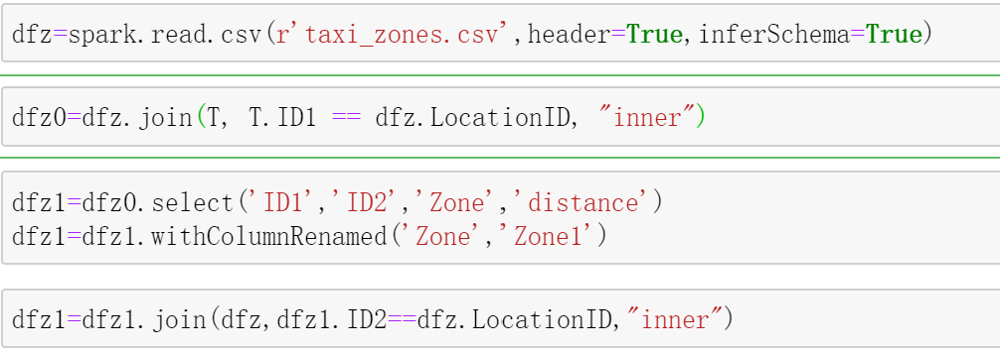 dfz=spark.read.csv(r'taxi_zones.csv',header=True,inferSchema=True)
dfz0=dfz.join(T, T.ID1 == dfz.LocationID, "inner")
dfz1=dfz0.select('ID1','ID2','Zone','distance')
dfz1=dfz1.withColumnRenamed('Zone','Zone1')
dfz1=dfz1.join(dfz,dfz1.ID2==dfz.LocationID,"inner")